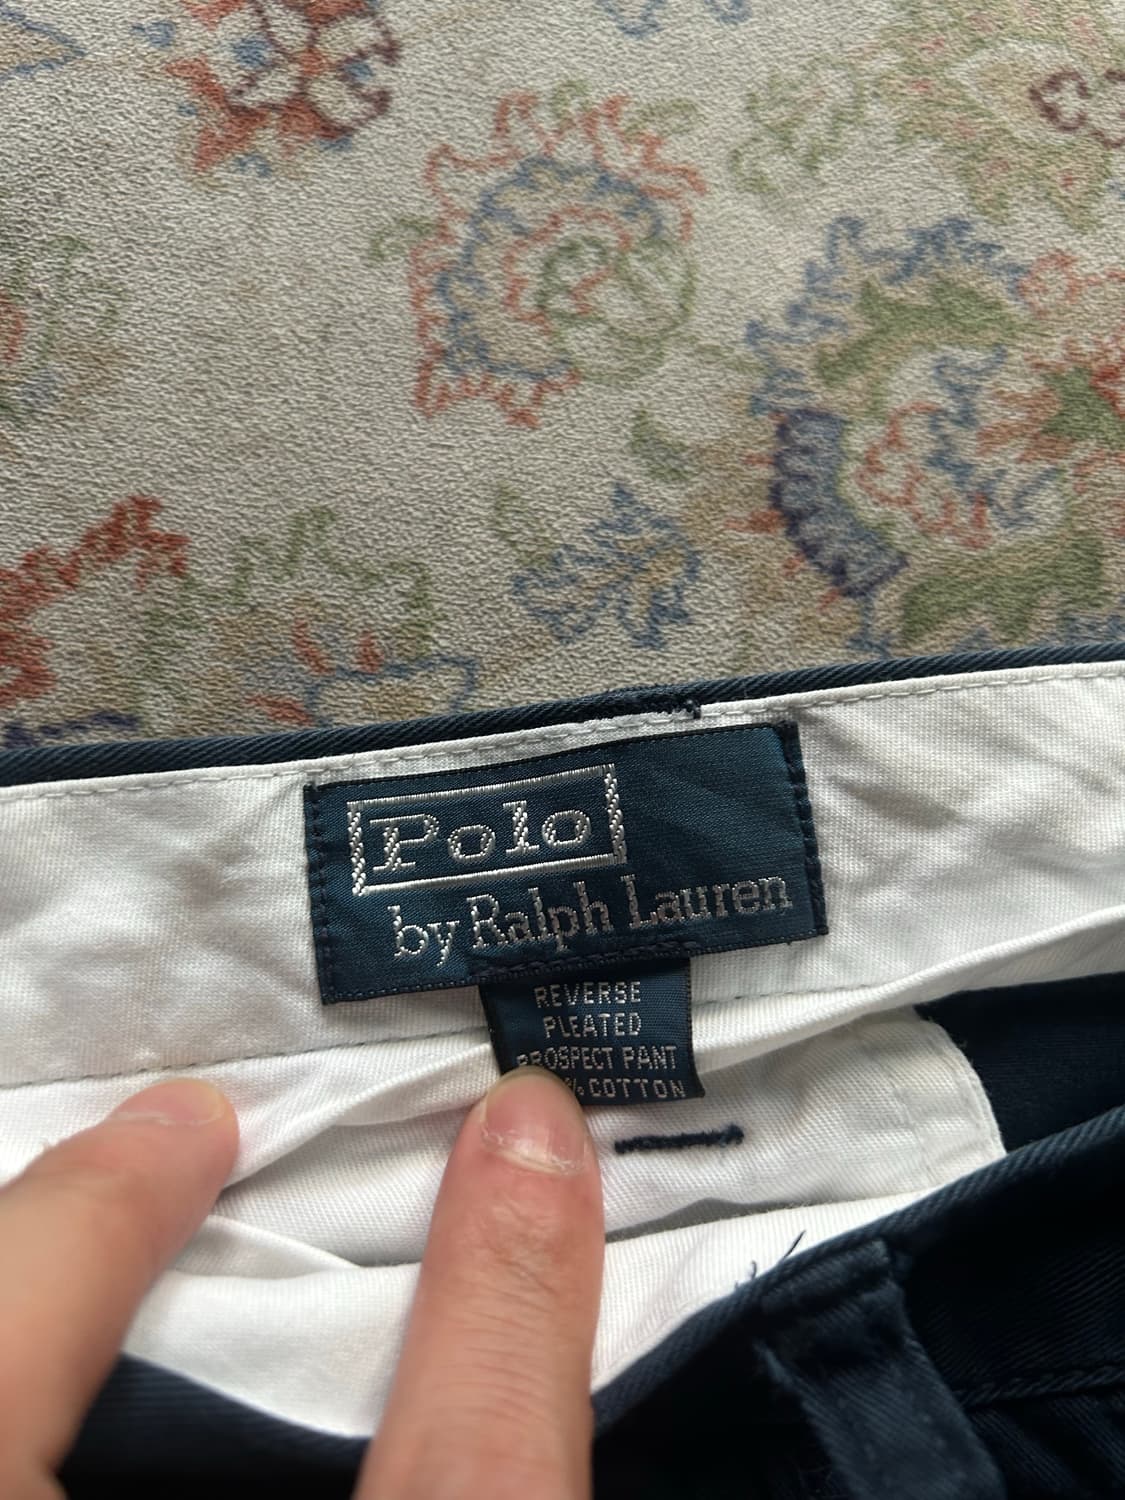 Polo
by Ralph Lauren
REVERSE
PLEATED
PROSPECT PANT
% COTTON